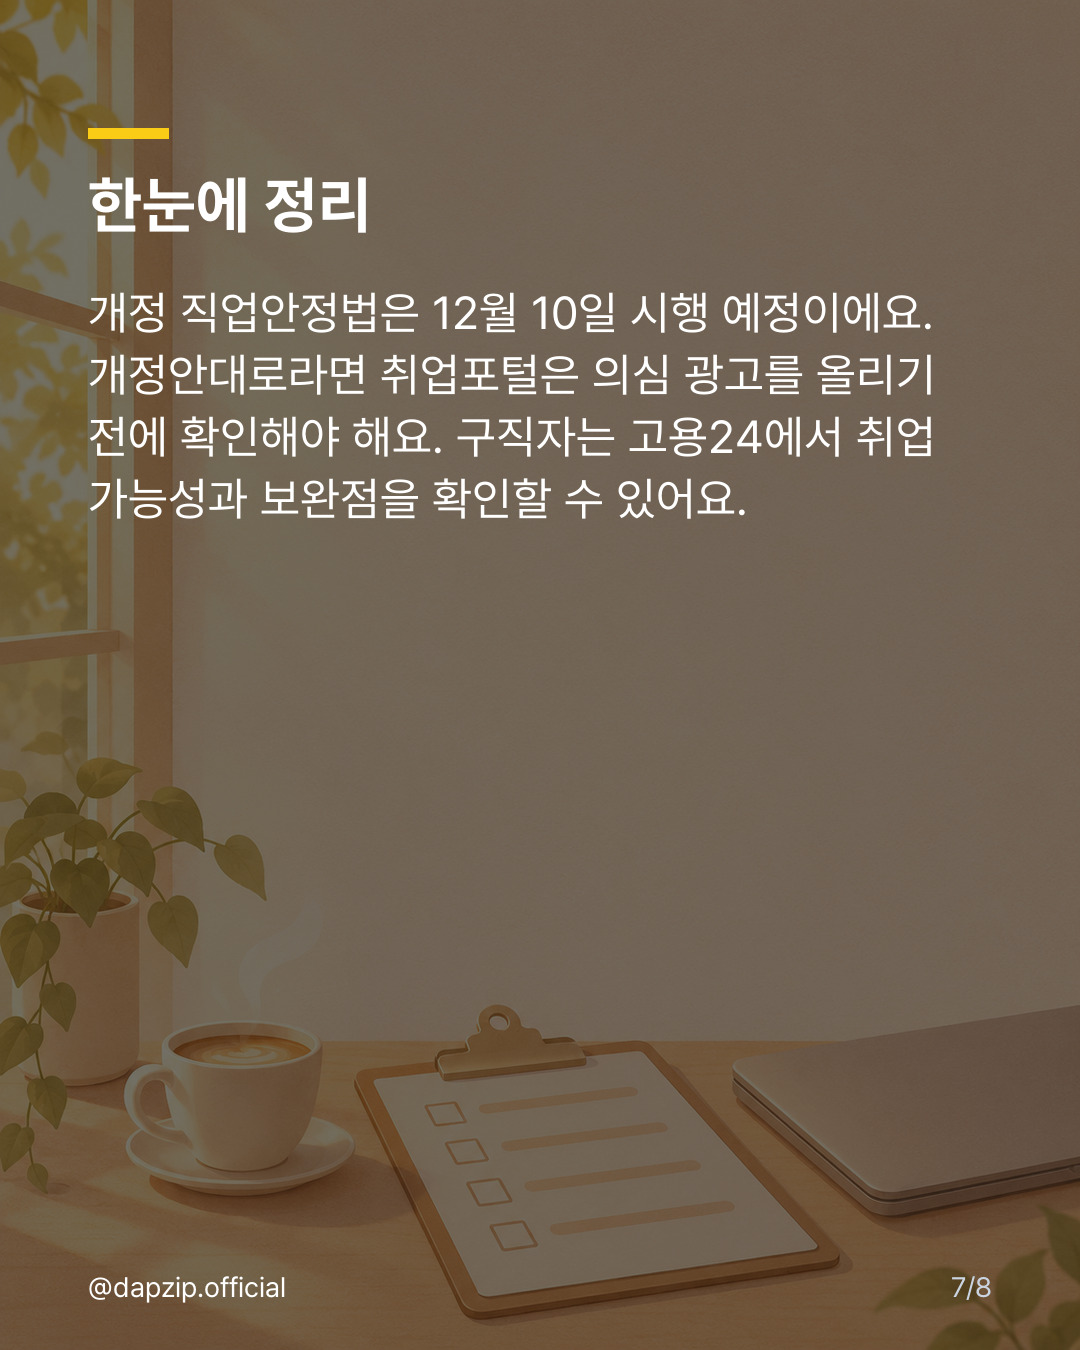 한눈에 정리
개정 직업안정법은 12월 10일 시행 예정이에요.
개정안대로라면 취업포털은 의심 광고를 올리기
전에 확인해야 해요. 구직자는 고용24에서 취업
가능성과 보완점을 확인할 수 있어요.
@dapzip.official
7/8